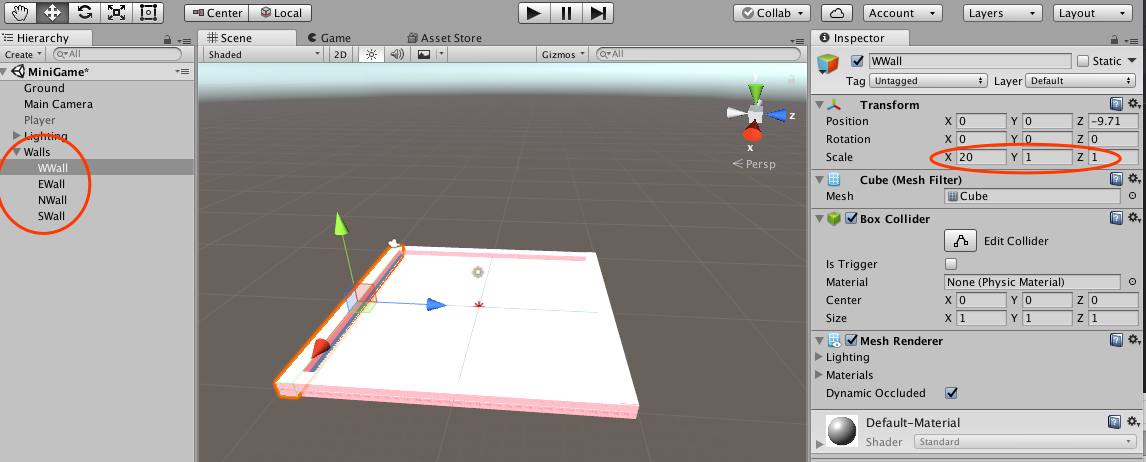 Center Local Collab Account Layers Layout
Hierarchy
Create All
MiniGame*
Ground
Main Camera
Player
Lighting
Walls
WWall
EWall
NWall
SWall
Scene Game Asset Store
Shaded 2D Gizmos All
y
z
x
Persp
Inspector
WWall Static
Tag Untagged Layer Default
Transform
Position X 0 Y 0 Z -9.71
Rotation X 0 Y 0 Z 0
Scale X 20 Y 1 Z 1
Cube (Mesh Filter)
Mesh Cube
Box Collider
Edit Collider
Is Trigger
Material None (Physic Material)
Center X 0 Y 0 Z 0
Size X 1 Y 1 Z 1
Mesh Renderer
Lighting
Materials
Dynamic Occluded
Default-Material
Shader Standard